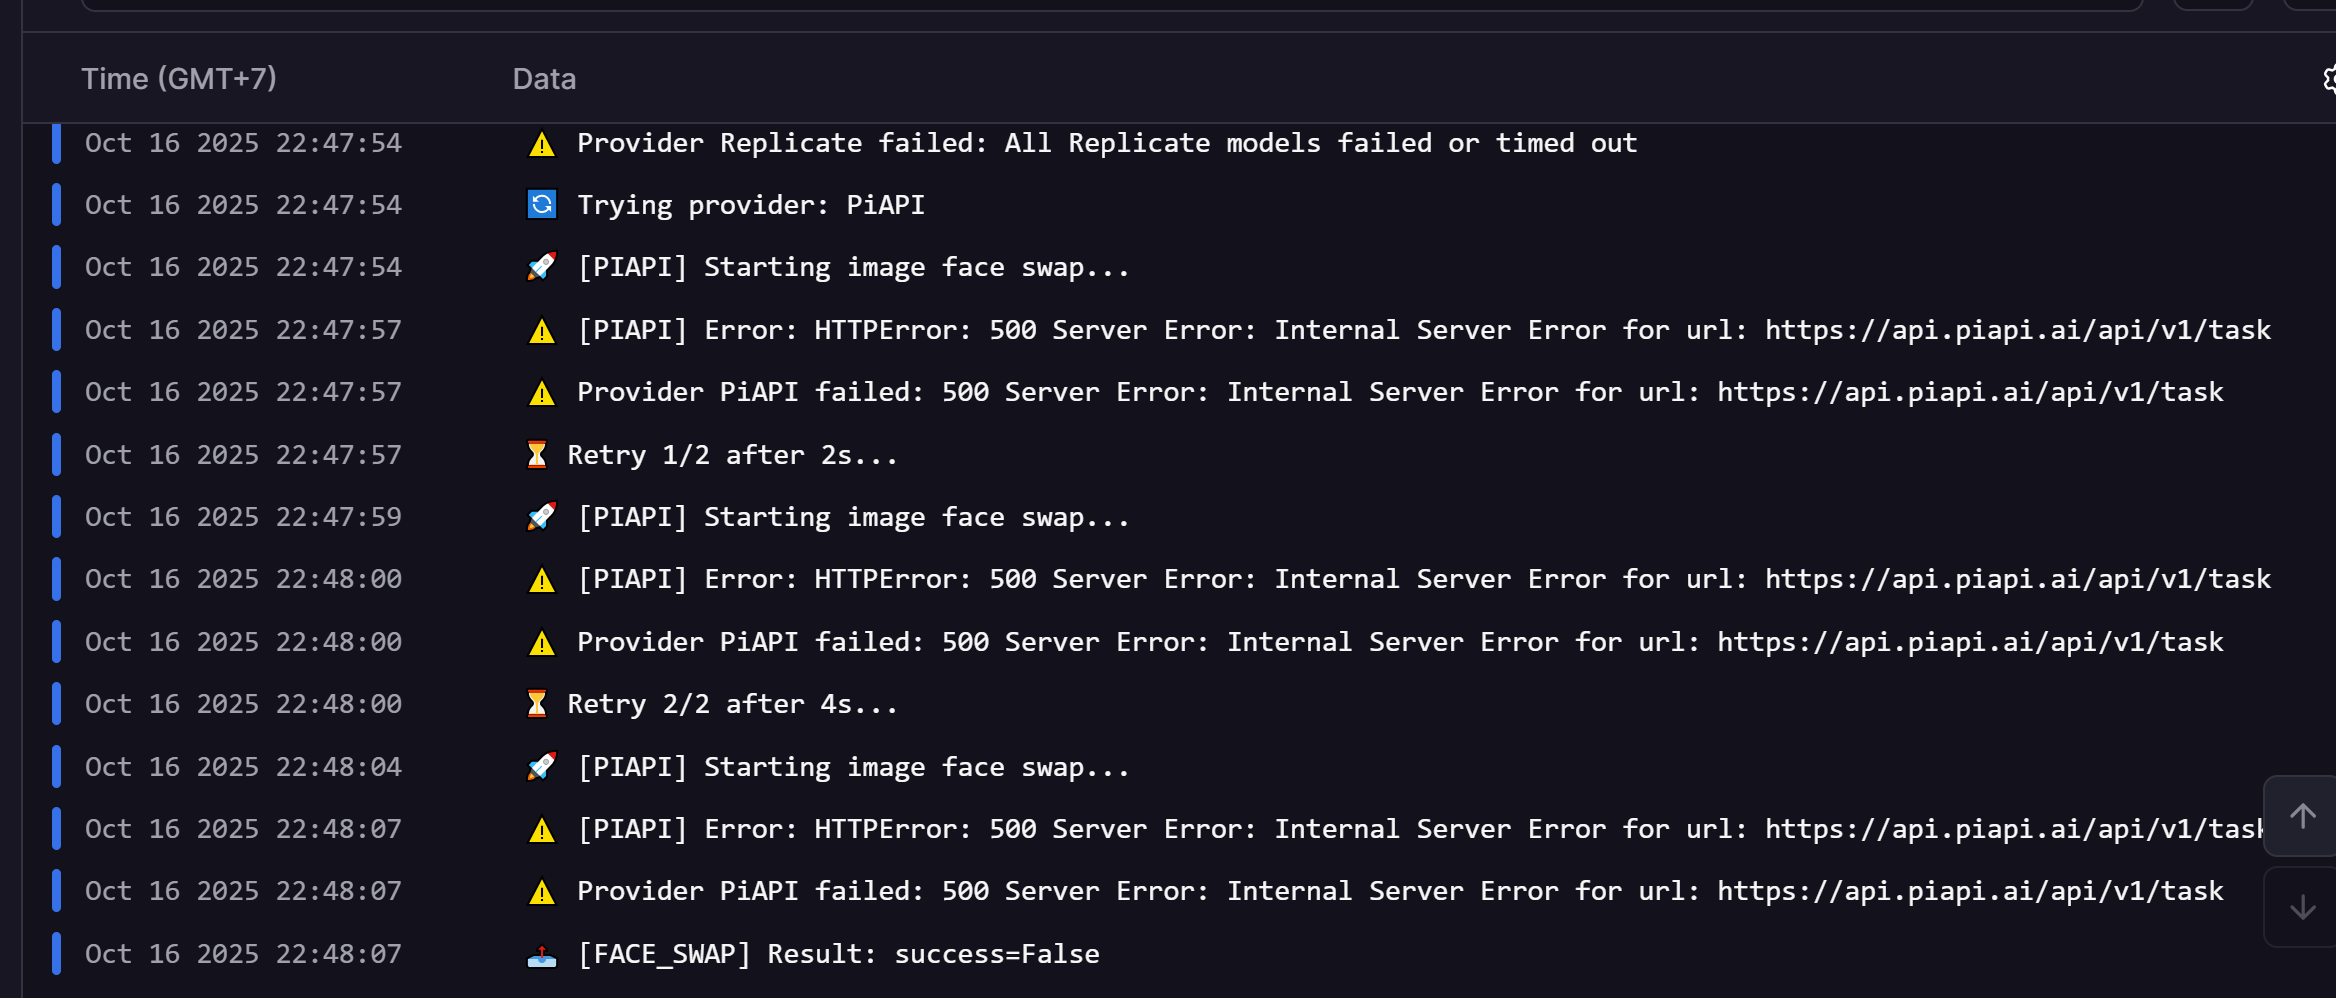 Time (GMT+7) Data
Oct 16 2025 22:47:54 ⚠️ Provider Replicate failed: All Replicate models failed or timed out
Oct 16 2025 22:47:54 🔄 Trying provider: PiAPI
Oct 16 2025 22:47:54 🚀 [PIAPI] Starting image face swap...
Oct 16 2025 22:47:57 ⚠️ [PIAPI] Error: HTTPError: 500 Server Error: Internal Server Error for url: https://api.piapi.ai/api/v1/task
Oct 16 2025 22:47:57 ⚠️ Provider PiAPI failed: 500 Server Error: Internal Server Error for url: https://api.piapi.ai/api/v1/task
Oct 16 2025 22:47:57 ⏳ Retry 1/2 after 2s...
Oct 16 2025 22:47:59 🚀 [PIAPI] Starting image face swap...
Oct 16 2025 22:48:00 ⚠️ [PIAPI] Error: HTTPError: 500 Server Error: Internal Server Error for url: https://api.piapi.ai/api/v1/task
Oct 16 2025 22:48:00 ⚠️ Provider PiAPI failed: 500 Server Error: Internal Server Error for url: https://api.piapi.ai/api/v1/task
Oct 16 2025 22:48:00 ⏳ Retry 2/2 after 4s...
Oct 16 2025 22:48:04 🚀 [PIAPI] Starting image face swap...
Oct 16 2025 22:48:07 ⚠️ [PIAPI] Error: HTTPError: 500 Server Error: Internal Server Error for url: https://api.piapi.ai/api/v1/task
Oct 16 2025 22:48:07 ⚠️ Provider PiAPI failed: 500 Server Error: Internal Server Error for url: https://api.piapi.ai/api/v1/task
Oct 16 2025 22:48:07 📤 [FACE_SWAP] Result: success=False